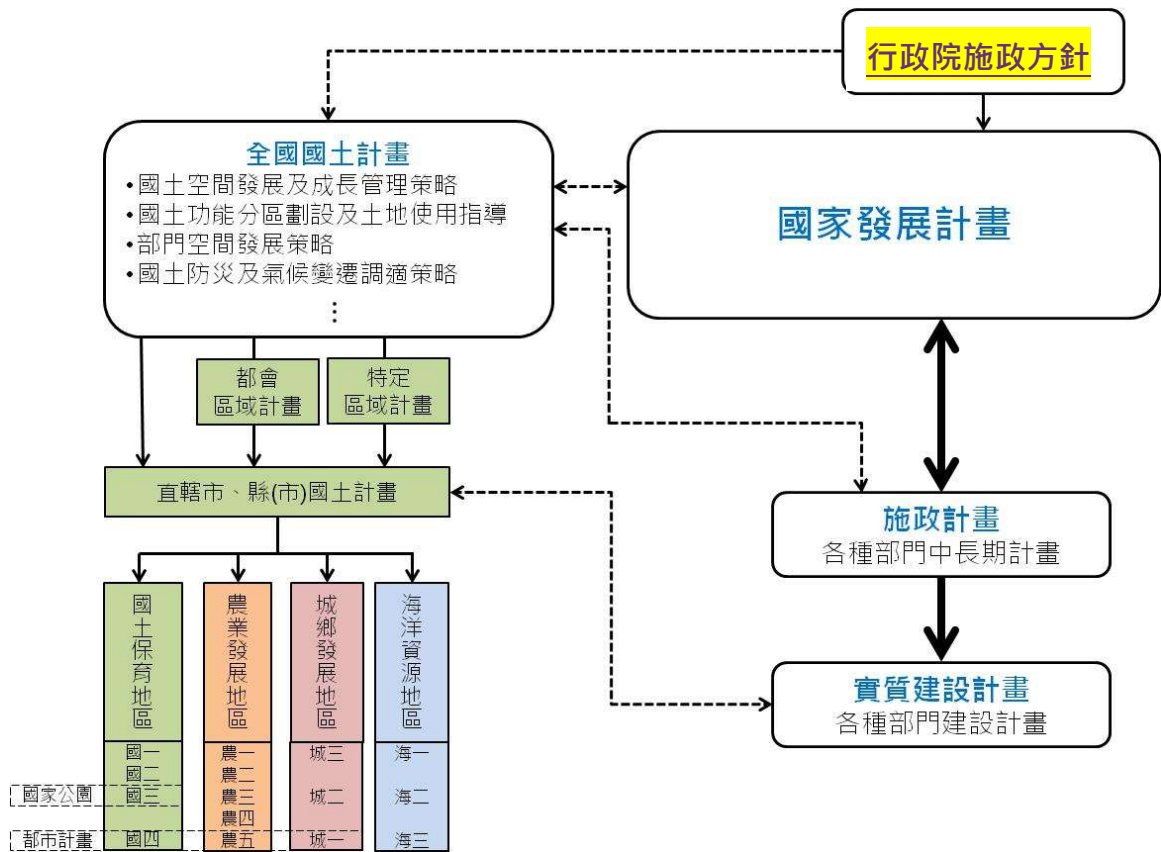 行政院施政方針
全國國土計畫
•國土空間發展及成長管理策略
•國土功能分區劃設及土地使用指導
•部門空間發展策略
•國土防災及氣候變遷調適策略
⋮
國家發展計畫
都會
區域計畫
特定
區域計畫
直轄市、縣(市)國土計畫
施政計畫
各種部門中長期計畫
實質建設計畫
各種部門建設計畫
國土保育地區
農業發展地區
城鄉發展地區
海洋資源地區
國一
國二
國三
國四
農一
農二
農三
農四
農五
城三
城二
城一
海一
海二
海三
國家公園
都市計畫